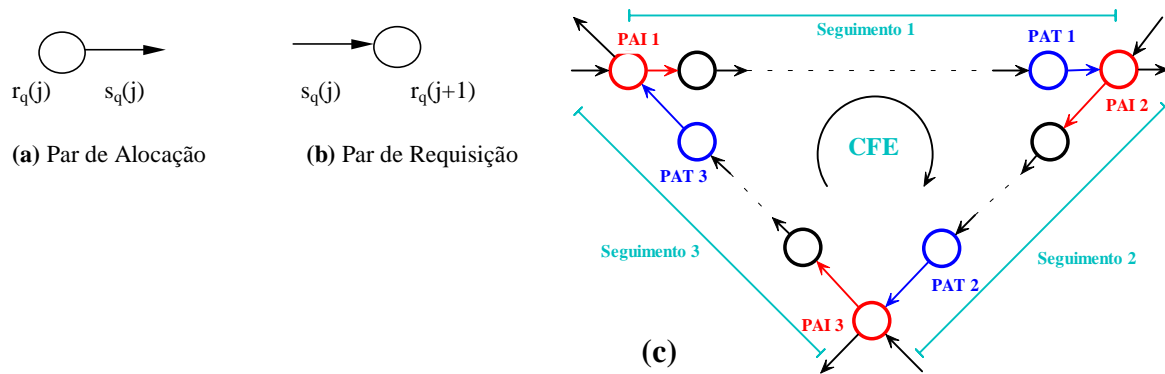 r_q(j) s_q(j)
(a) Par de Alocação
s_q(j) r_q(j+1)
(b) Par de Requisição
Seguimento 1
PAI 1
PAT 1
PAI 2
PAT 3
CFE
Seguimento 3
Seguimento 2
PAT 2
PAI 3
(c)